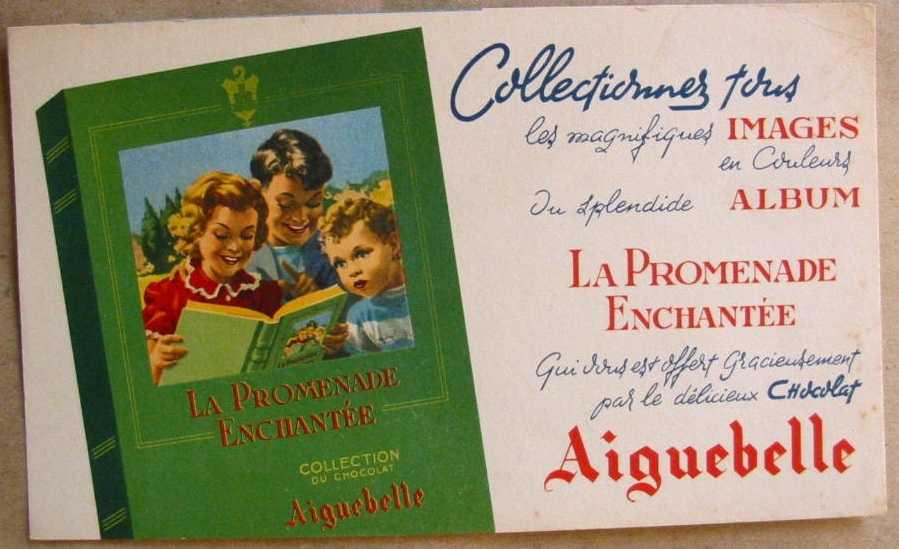 LA PROMENADE
ENCHANTÉE
COLLECTION
DU CHOCOLAT
Aiguebelle
Collectionnez tous
les magnifiques IMAGES
en Couleurs
Du splendide ALBUM
LA PROMENADE
ENCHANTÉE
Qui vous est offert Gracieusement
par le délicieux CHocolat
Aiguebelle